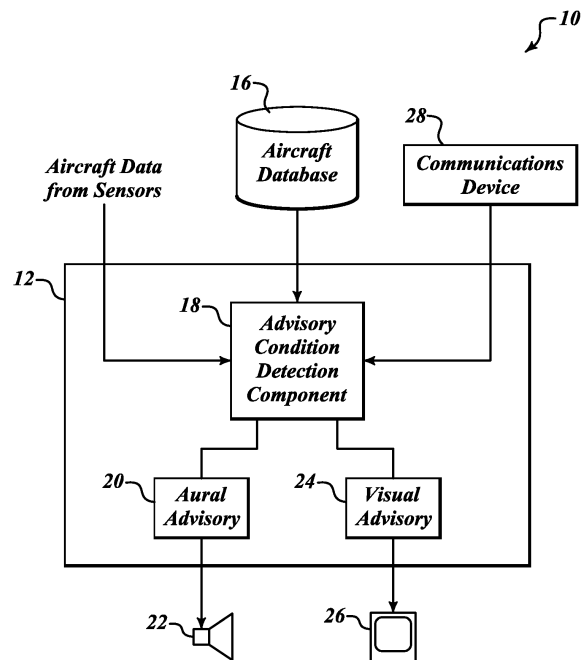 10
16
28
Aircraft Data
from Sensors
Aircraft
Database
Communications
Device
12
18
Advisory
Condition
Detection
Component
20
Aural
Advisory
24
Visual
Advisory
22
26